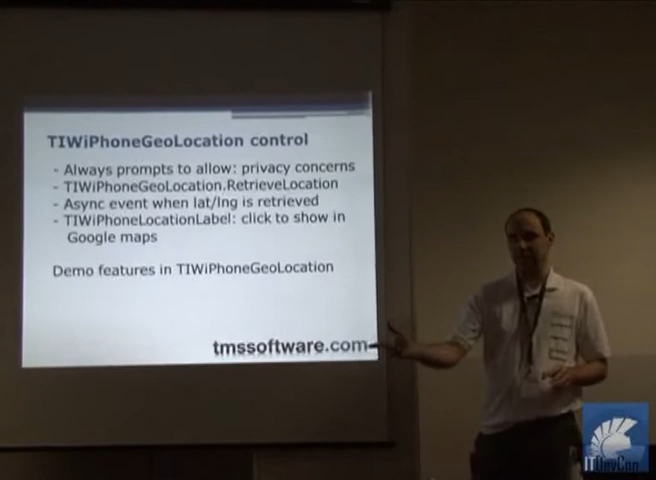 TIWiPhoneGeoLocation control
- Always prompts to allow: privacy concerns
- TIWiPhoneGeoLocation.RetrieveLocation
- Async event when lat/lng is retrieved
- TIWiPhoneLocationLabel: click to show in
Google maps
Demo features in TIWiPhoneGeoLocation
tmssoftware.com
ITDevCon